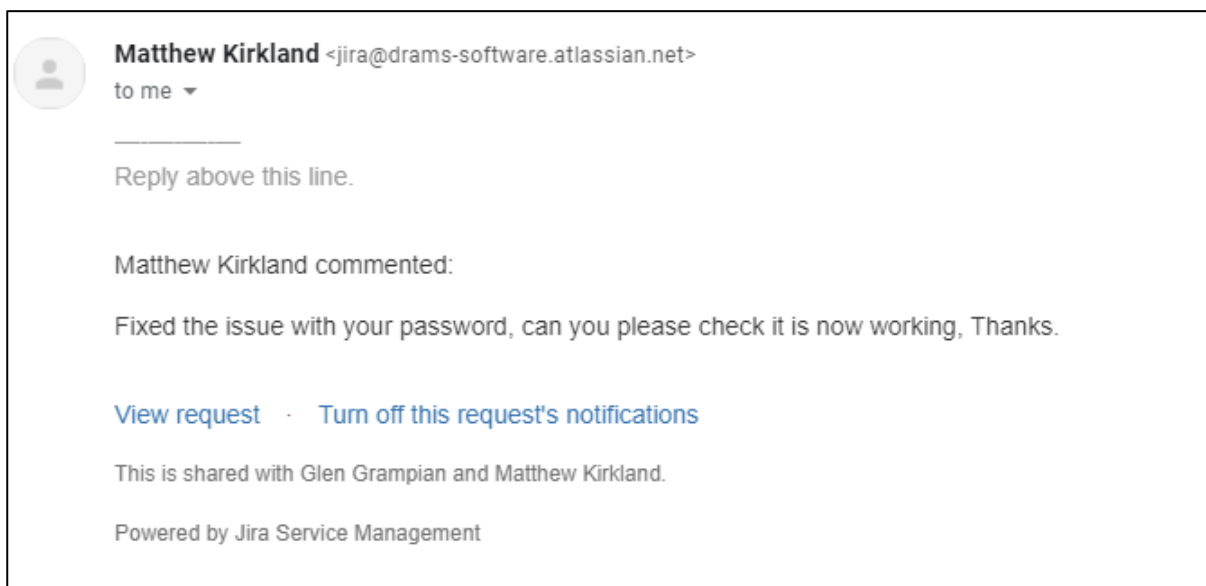 Matthew Kirkland <jira@drams-software.atlassian.net>
to me
Reply above this line.
Matthew Kirkland commented:
Fixed the issue with your password, can you please check it is now working, Thanks.
View request · Turn off this request's notifications
This is shared with Glen Grampian and Matthew Kirkland.
Powered by Jira Service Management